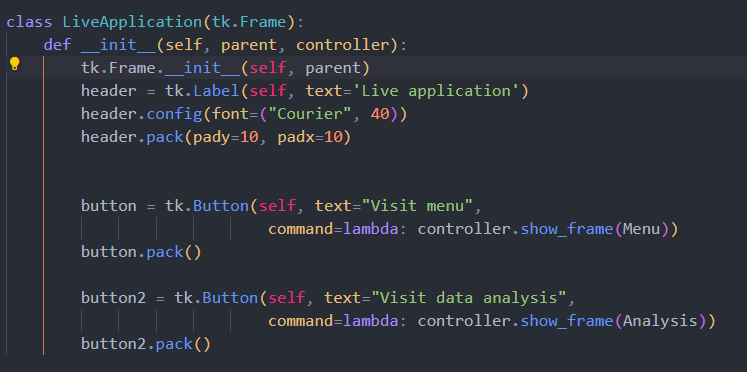 class LiveApplication(tk.Frame):
    def __init__(self, parent, controller):
        tk.Frame.__init__(self, parent)
        header = tk.Label(self, text='Live application')
        header.config(font=("Courier", 40))
        header.pack(pady=10, padx=10)
        button = tk.Button(self, text="Visit menu",
                            command=lambda: controller.show_frame(Menu))
        button.pack()
        button2 = tk.Button(self, text="Visit data analysis",
                            command=lambda: controller.show_frame(Analysis))
        button2.pack()